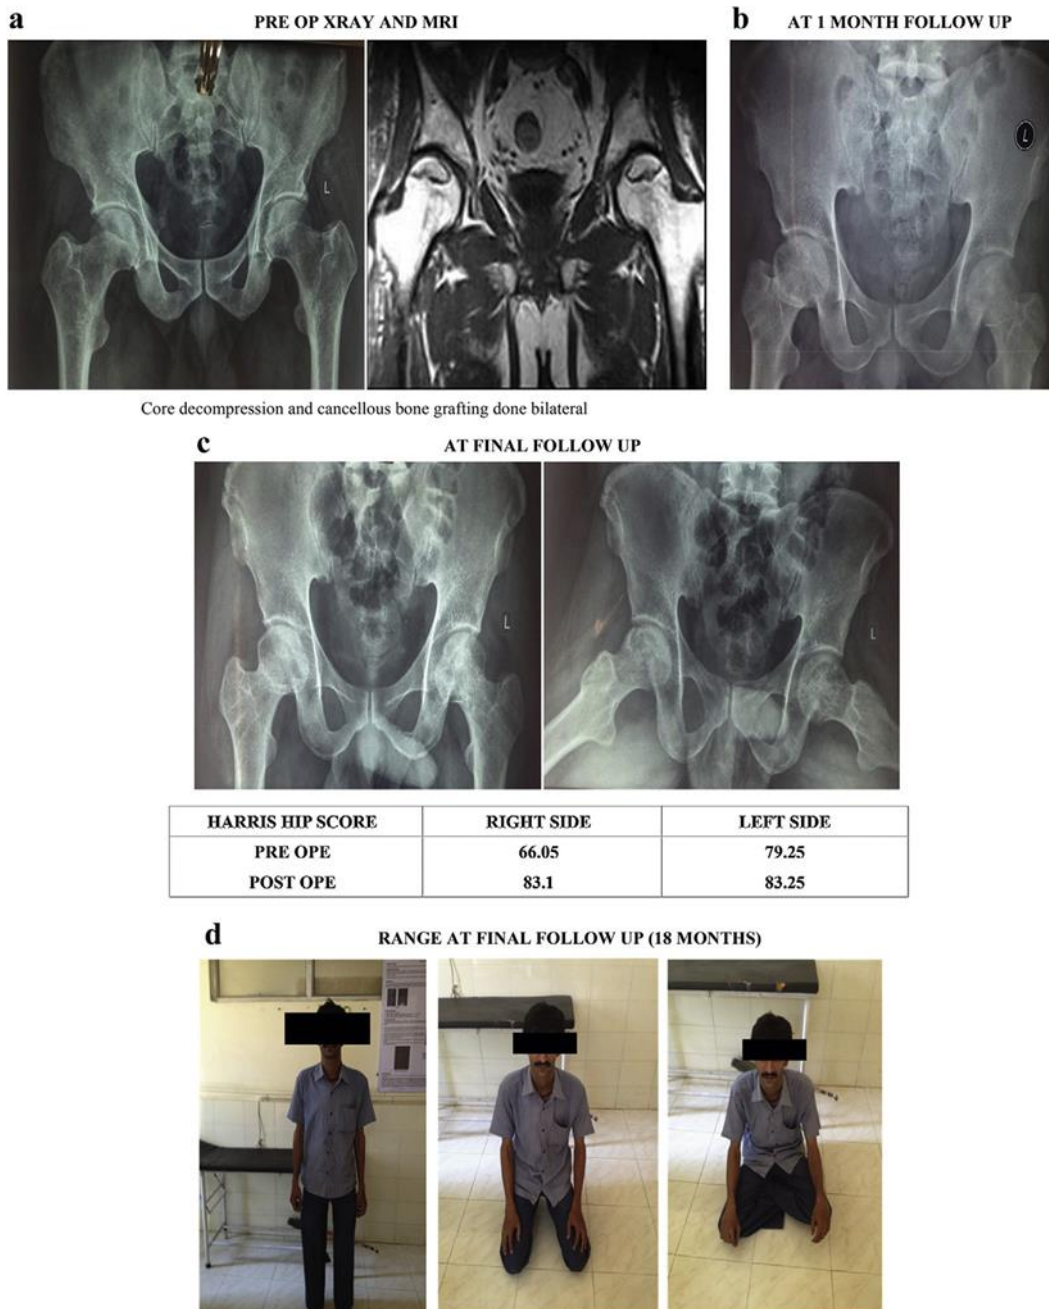 a
PRE OP XRAY AND MRI
b
AT 1 MONTH FOLLOW UP
L
L
Core decompression and cancellous bone grafting done bilateral
c
AT FINAL FOLLOW UP
L
L
HARRIS HIP SCORE RIGHT SIDE LEFT SIDE
PRE OPE 66.05 79.25
POST OPE 83.1 83.25
d
RANGE AT FINAL FOLLOW UP (18 MONTHS)